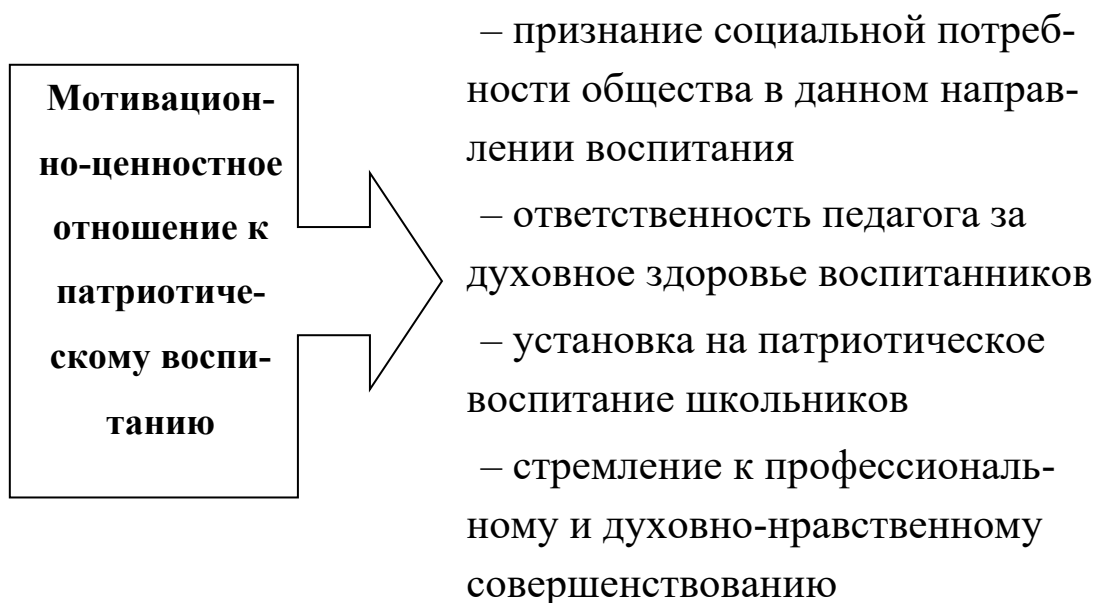 Мотивацион-
но-ценностное
отношение к
патриотиче-
скому воспи-
танию
– признание социальной потреб-
ности общества в данном направ-
лении воспитания
– ответственность педагога за
духовное здоровье воспитанников
– установка на патриотическое
воспитание школьников
– стремление к профессиональ-
ному и духовно-нравственному
совершенствованию